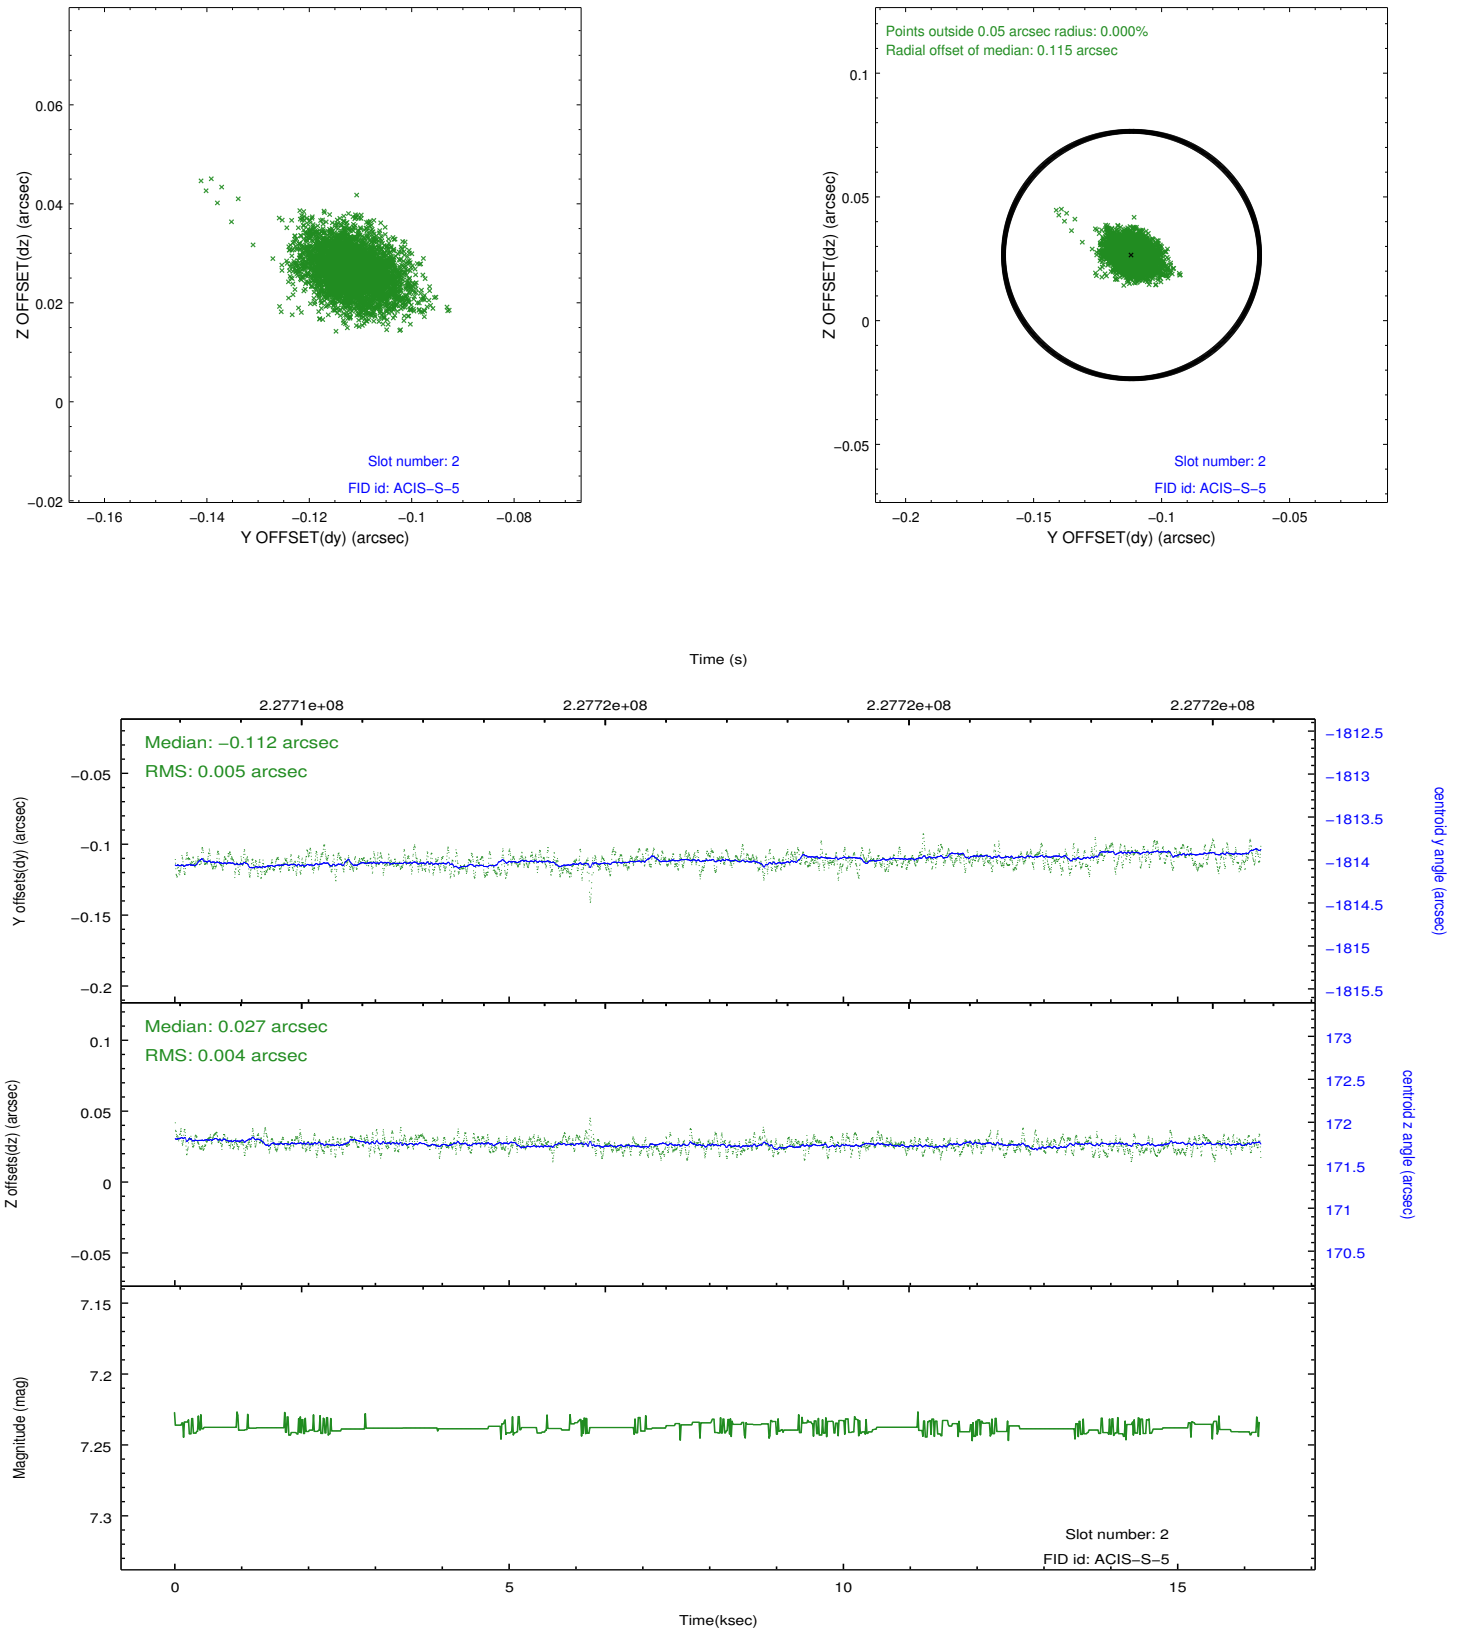 0.06
0.04
0.02
0
−0.02
−0.16
−0.14
−0.12
−0.1
−0.08
Z OFFSET(dz) (arcsec)
Y OFFSET(dy) (arcsec)
Slot number: 2
FID id: ACIS−S−5
Points outside 0.05 arcsec radius: 0.000%
Radial offset of median: 0.115 arcsec
0.1
0.05
0
−0.05
−0.2
−0.15
−0.1
−0.05
Z OFFSET(dz) (arcsec)
Y OFFSET(dy) (arcsec)
Slot number: 2
FID id: ACIS−S−5
Time (s)
2.2771e+08
2.2772e+08
2.2772e+08
2.2772e+08
Median: −0.112 arcsec
RMS: 0.005 arcsec
−0.05
−0.1
−0.15
−0.2
Y offsets(dy) (arcsec)
−1812.5
−1813
−1813.5
−1814
−1814.5
−1815
−1815.5
centroid y angle (arcsec)
Median: 0.027 arcsec
RMS: 0.004 arcsec
0.1
0.05
0
−0.05
Z offsets(dz) (arcsec)
173
172.5
172
171.5
171
170.5
centroid z angle (arcsec)
7.15
7.2
7.25
7.3
Magnitude (mag)
Slot number: 2
FID id: ACIS−S−5
0
5
10
15
Time(ksec)